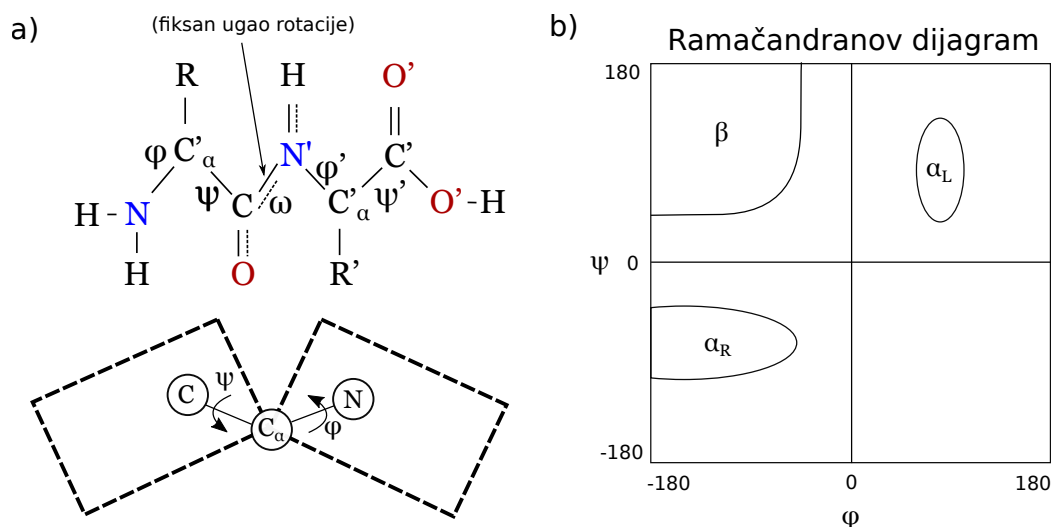 a)
(fiksan ugao rotacije)
R H O’
φ C’α N' φ’ C’
ψ C ω C’α ψ’ O’-H
H-N
H O R’
C ψ Cα φ N
b)
Ramačandranov dijagram
180
β
αL
ψ 0
αR
-180
-180 0 180
φ